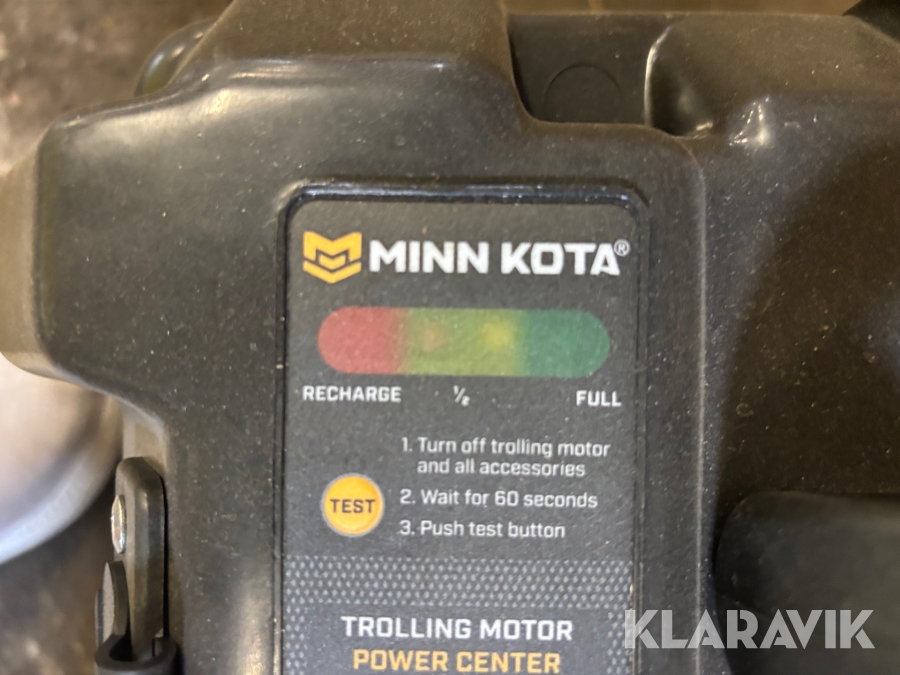 MINN KOTA®
RECHARGE ½ FULL
1. Turn off trolling motor
and all accessories
TEST
2. Wait for 60 seconds
3. Push test button
TROLLING MOTOR
POWER CENTER
KLARAVIK